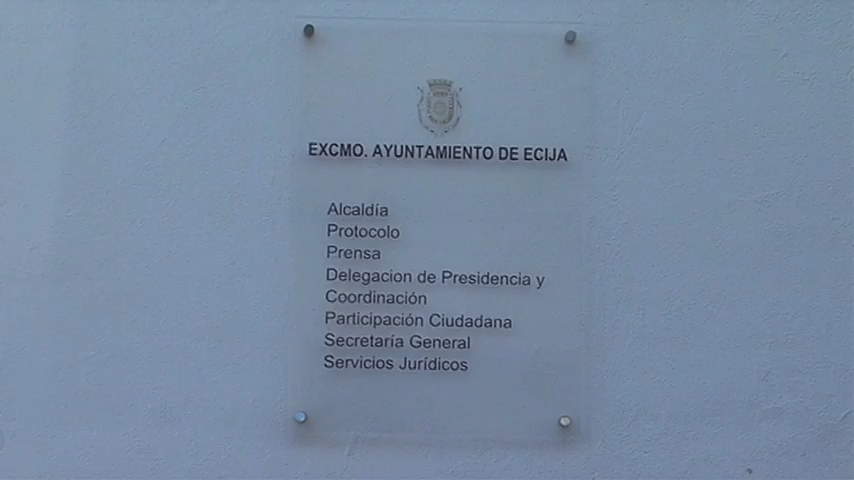 EXCMO. AYUNTAMIENTO DE ECIJA
Alcaldía
Protocolo
Prensa
Delegacion de Presidencia y
Coordinación
Participación Ciudadana
Secretaría General
Servicios Jurídicos